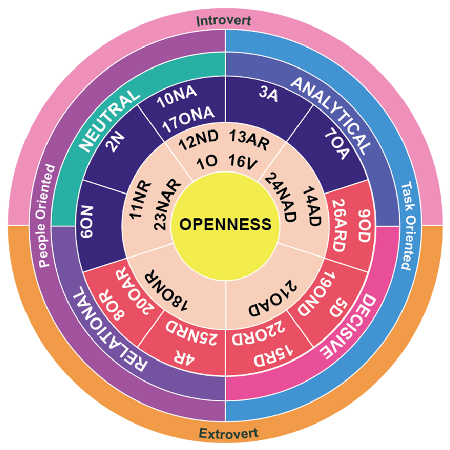 Introvert
NEUTRAL
ANALYTICAL
People Oriented
Task Oriented
RELATIONAL
DECISIVE
Extrovert
10NA
17ONA
3A
2N
7OA
6ON
9OD
26ARD
8OR
20OAR
5D
19OND
4R
25NRD
15RD
22ORD
12ND
13AR
1O
16V
11NR
23NAR
14AD
24NAD
18ONR
21OAD
OPENNESS